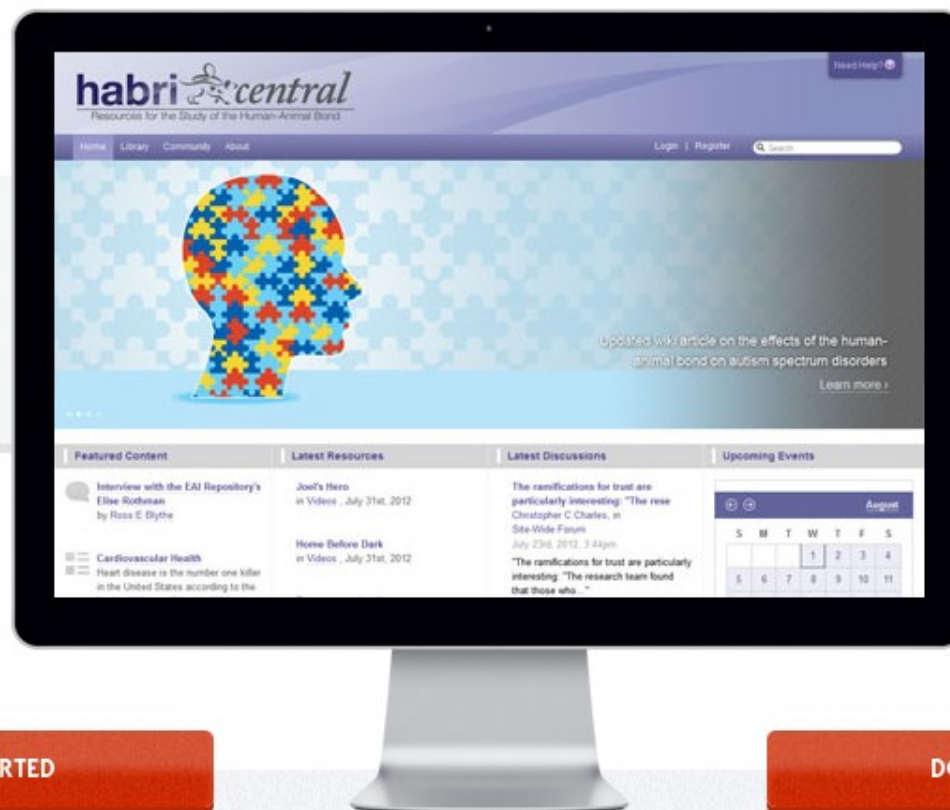 Need Help?
habri central
Resources for the Study of the Human-Animal Bond
Home Library Community About
Login | Register Search
Updated wiki article on the effects of the human-
animal bond on autism spectrum disorders
Learn more ›
Featured Content
Interview with the EAI Repository's
Elise Rothman
by Ross E Blythe
Cardiovascular Health
Heart disease is the number one killer
in the United States according to the
Latest Resources
Joel's Hero
in Videos , July 31st, 2012
Home Before Dark
in Videos , July 31st, 2012
Latest Discussions
The ramifications for trust are
particularly interesting: "The rese
Christopher C Charles, in
Site-Wide Forum
July 23rd, 2012, 3:44pm
"The ramifications for trust are particularly
interesting: "The research team found
that those who..."
Upcoming Events
August
S M T W T F S
1 2 3 4
5 6 7 8 9 10 11
RTED